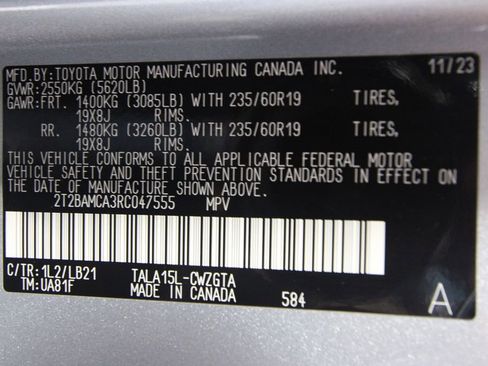 MFD.BY:TOYOTA MOTOR MANUFACTURING CANADA INC. 11/23
GVWR:2550KG (5620LB)
GAWR:FRT. 1400KG (3085LB) WITH 235/60R19 TIRES,
19X8J RIMS.
RR. 1480KG (3260LB) WITH 235/60R19 TIRES,
19X8J RIMS.
THIS VEHICLE CONFORMS TO ALL APPLICABLE FEDERAL MOTOR
VEHICLE SAFETY AND THEFT PREVENTION STANDARDS IN EFFECT ON
THE DATE OF MANUFACTURE SHOWN ABOVE.
2T2BAMCA3RC047555 MPV
C/TR:1L2/LB21 TALA15L-CWZGTA
TM:UA81F MADE IN CANADA 584 A